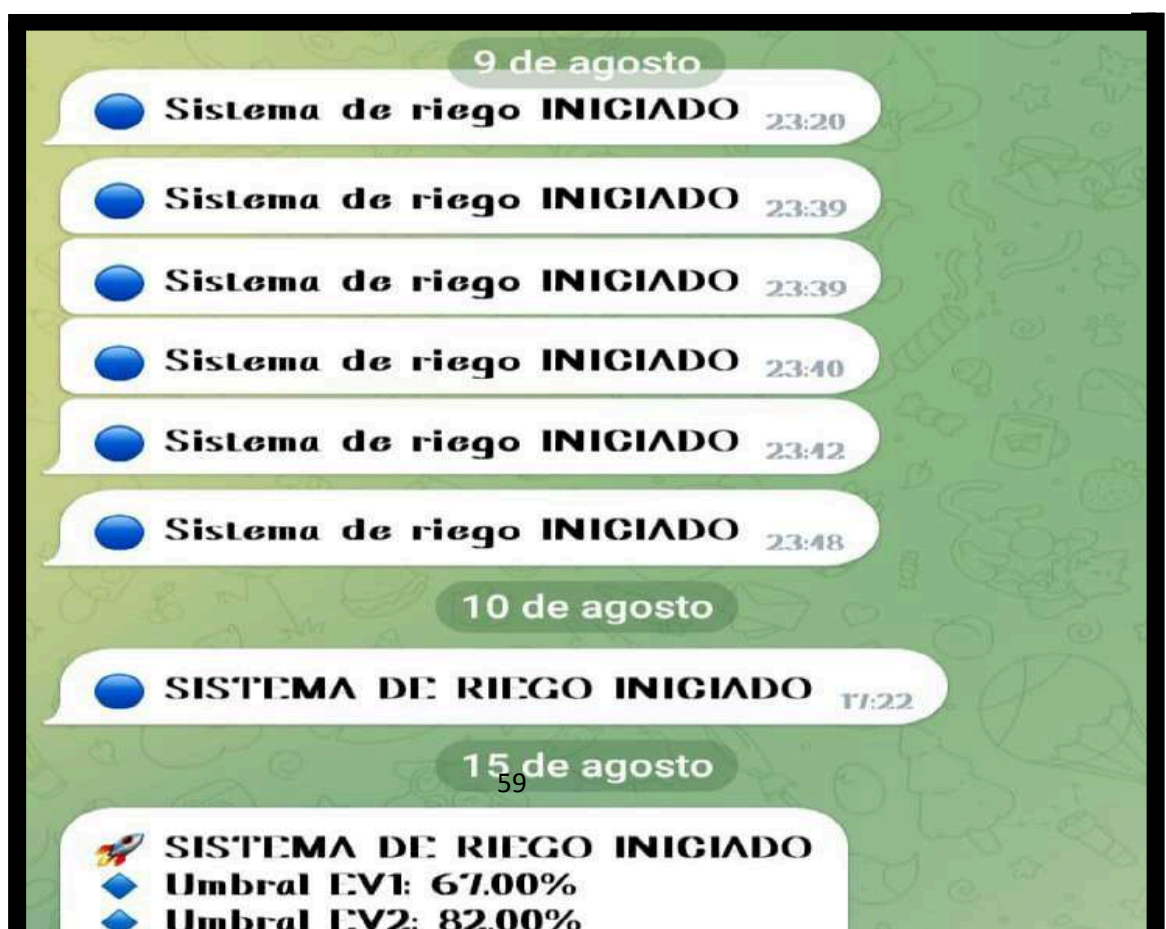 9 de agosto
Sistema de riego INICIADO 23:20
Sistema de riego INICIADO 23:39
Sistema de riego INICIADO 23:39
Sistema de riego INICIADO 23:40
Sistema de riego INICIADO 23:42
Sistema de riego INICIADO 23:48
10 de agosto
SISTEMA DE RIEGO INICIADO 17:22
15 de agosto
59
SISTEMA DE RIEGO INICIADO
Umbral EV1: 67.00%
Umbral EV2: 82.00%